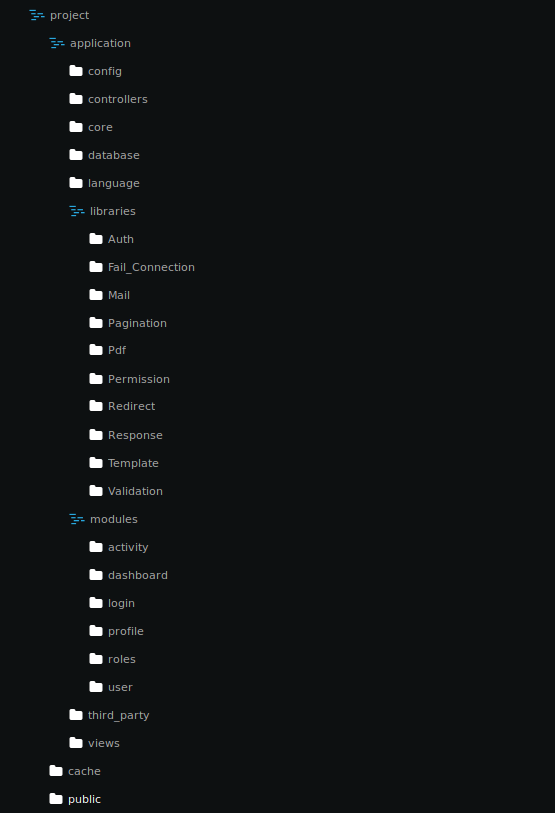 project
application
config
controllers
core
database
language
libraries
Auth
Fail_Connection
Mail
Pagination
Pdf
Permission
Redirect
Response
Template
Validation
modules
activity
dashboard
login
profile
roles
user
third_party
views
cache
public